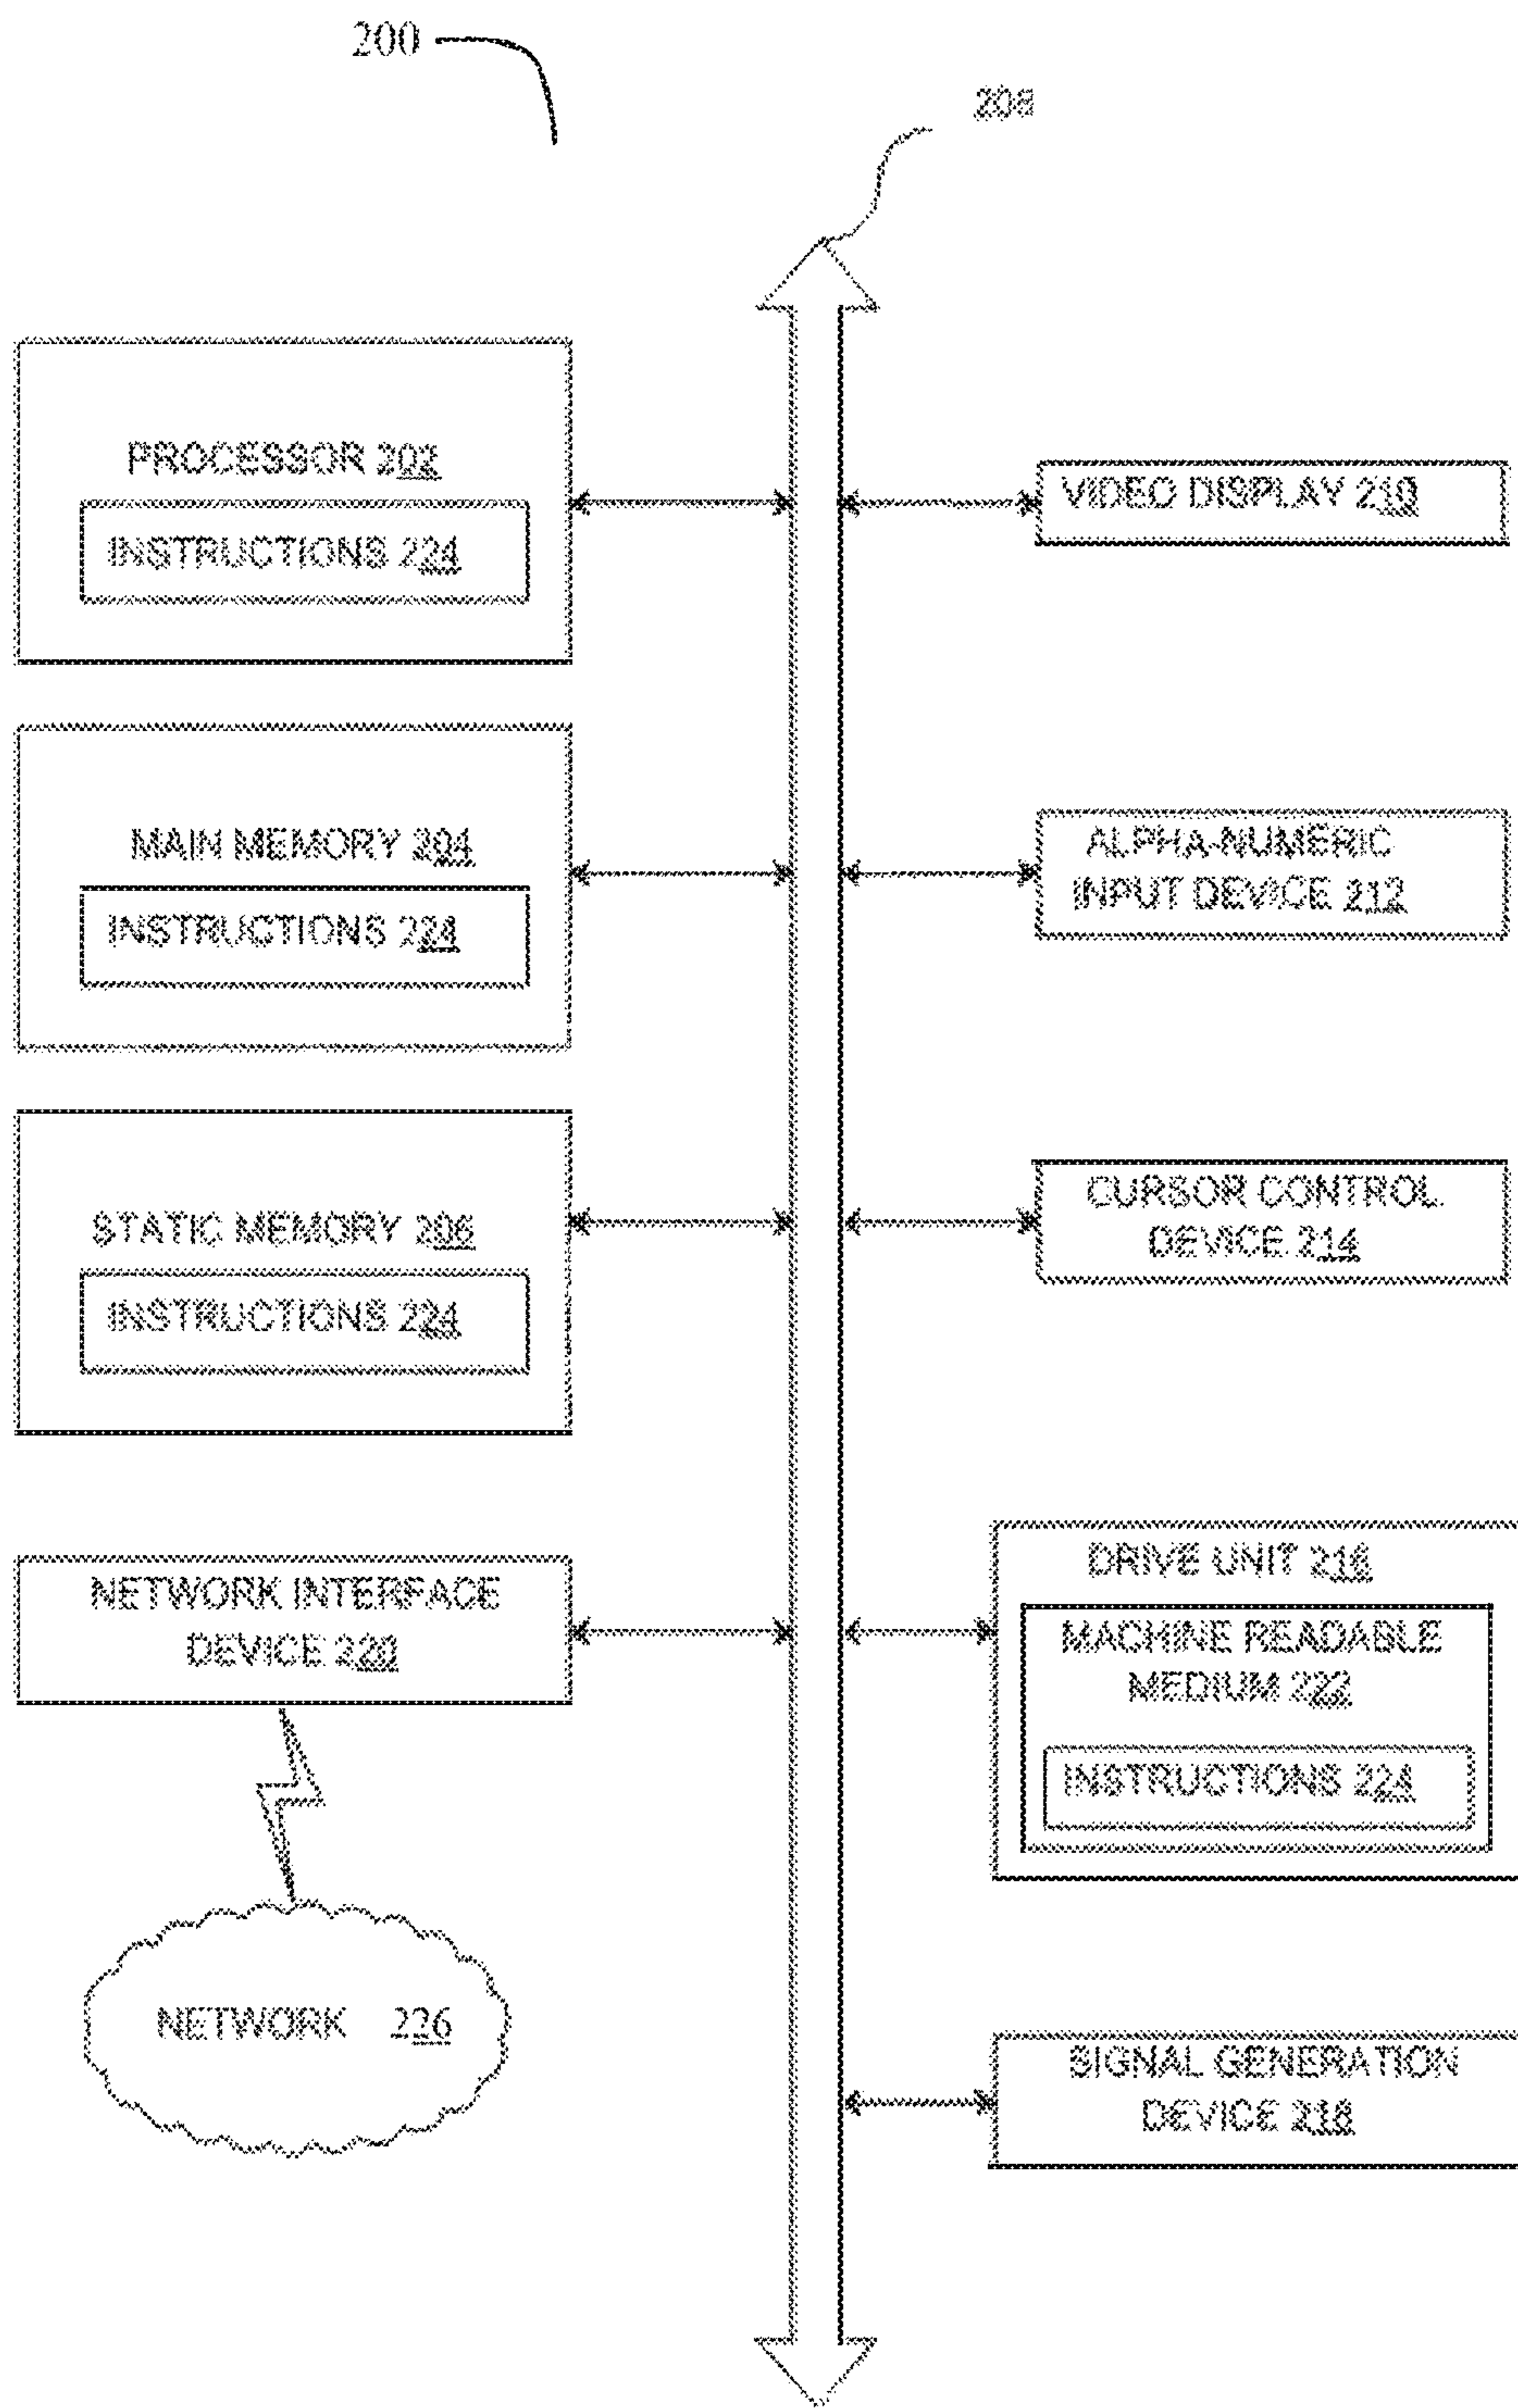 200
208
PROCESSOR 202
INSTRUCTIONS 224
MAIN MEMORY 204
INSTRUCTIONS 224
STATIC MEMORY 206
INSTRUCTIONS 224
NETWORK INTERFACE
DEVICE 220
NETWORK 226
VIDEO DISPLAY 210
ALPHA-NUMERIC
INPUT DEVICE 212
CURSOR CONTROL
DEVICE 214
DRIVE UNIT 216
MACHINE READABLE
MEDIUM 222
INSTRUCTIONS 224
SIGNAL GENERATION
DEVICE 218